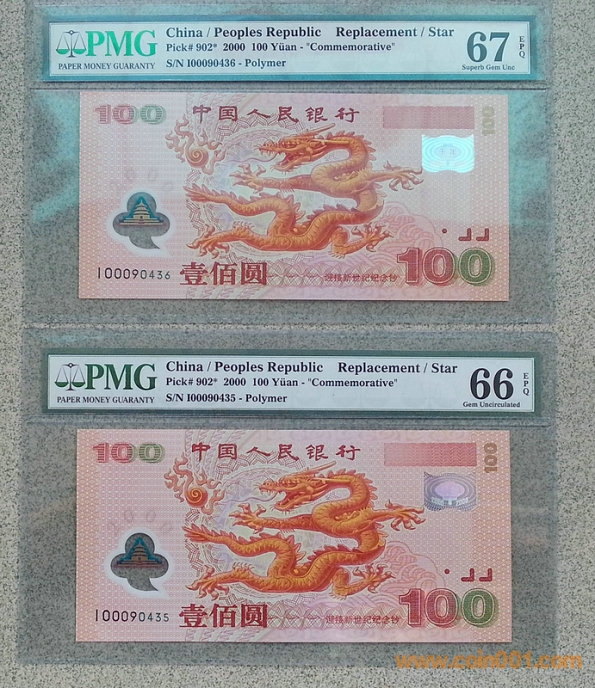 PMG
PAPER MONEY GUARANTY
China / Peoples Republic Replacement / Star
Pick# 902* 2000 100 Yüan - "Commemorative"
S/N I00090436 - Polymer
67 EPQ
Superb Gem Unc
100 中国人民银行 100
I00090436 壹佰圆 迎接新世纪纪念钞 100
PMG
PAPER MONEY GUARANTY
China / Peoples Republic Replacement / Star
Pick# 902* 2000 100 Yüan - "Commemorative"
S/N I00090435 - Polymer
66 EPQ
Gem Uncirculated
100 中国人民银行 100
I00090435 壹佰圆 迎接新世纪纪念钞 100
www.coin001.com